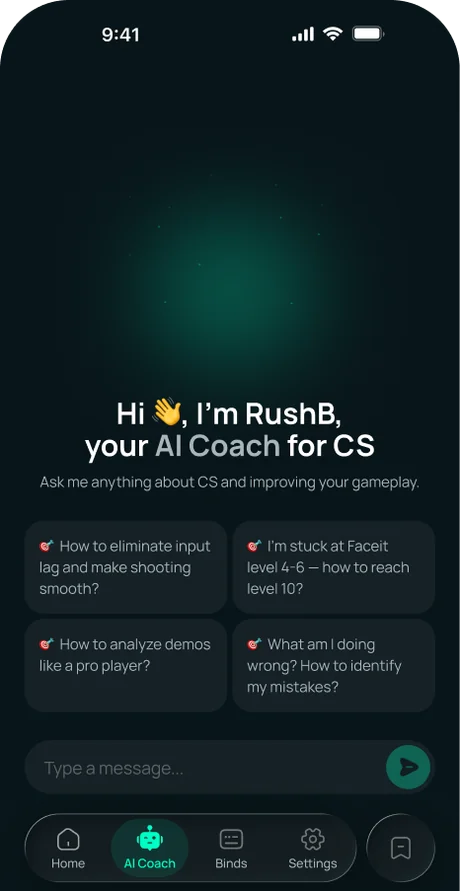 9:41
Hi 👋, I'm RushB,
your AI Coach for CS
Ask me anything about CS and improving your gameplay.
🎯 How to eliminate input
lag and make shooting
smooth?
🎯 I'm stuck at Faceit
level 4-6 — how to reach
level 10?
🎯 How to analyze demos
like a pro player?
🎯 What am I doing
wrong? How to identify
my mistakes?
Type a message...
Home
AI Coach
Binds
Settings